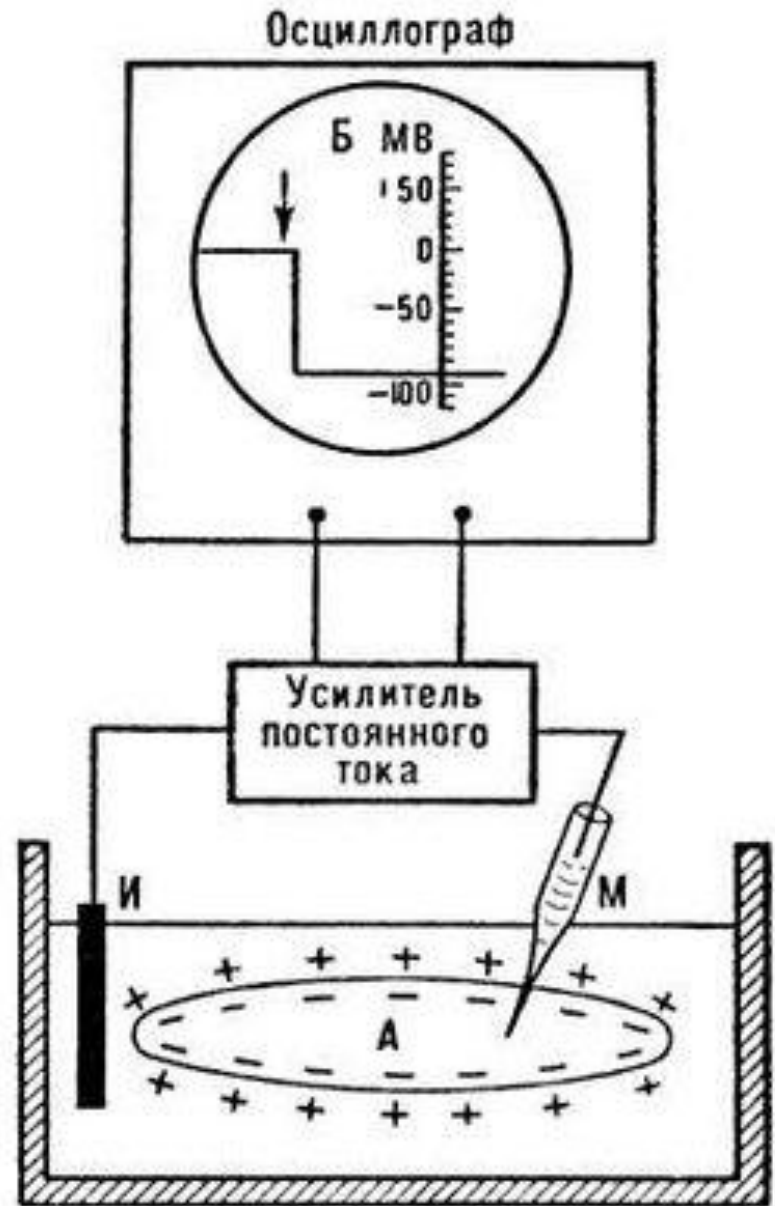 Осциллограф
Б МВ
+50
0
-50
-100
Усилитель
постоянного
тока
И
М
А